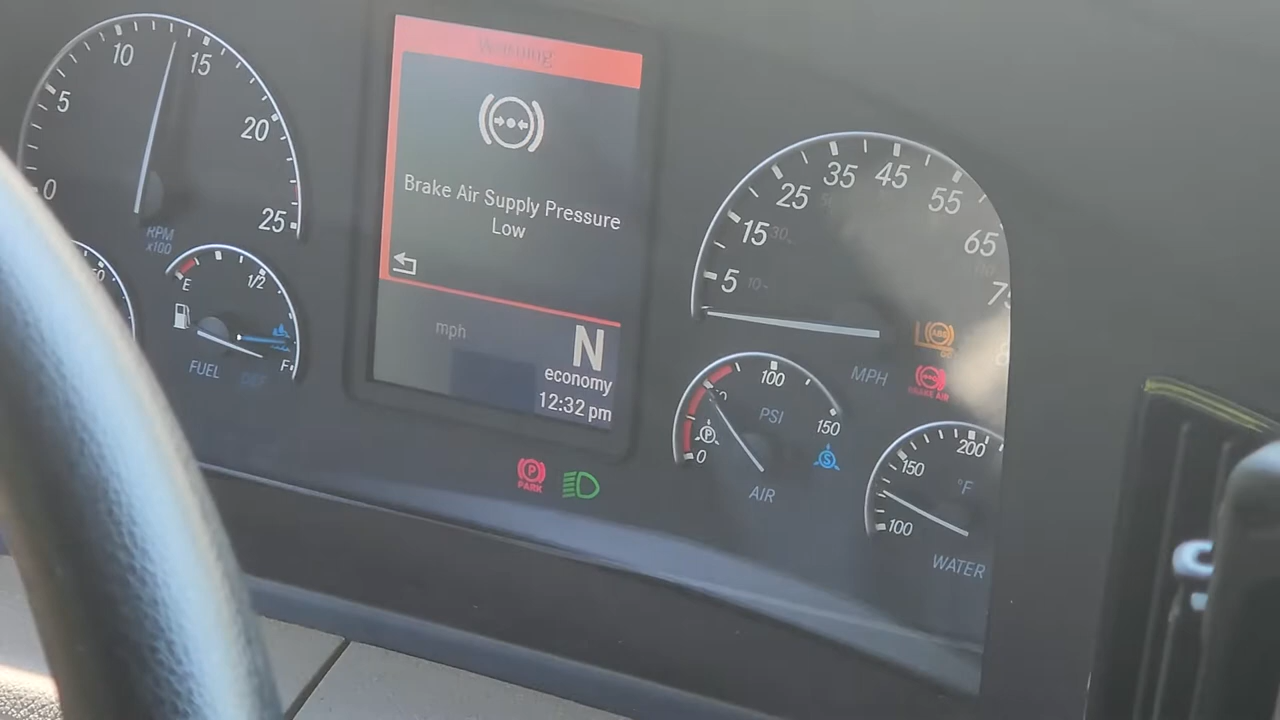 0
5
10
15
20
25
RPM
x100
E
1/2
F
FUEL
DEF
Warning
Brake Air Supply Pressure
Low
mph
N
economy
12:32 pm
P
PARK
5
15
25
35
45
55
65
MPH
ABS
BRAKE AIR
0
100
150
PSI
P
S
AIR
100
150
200
°F
WATER